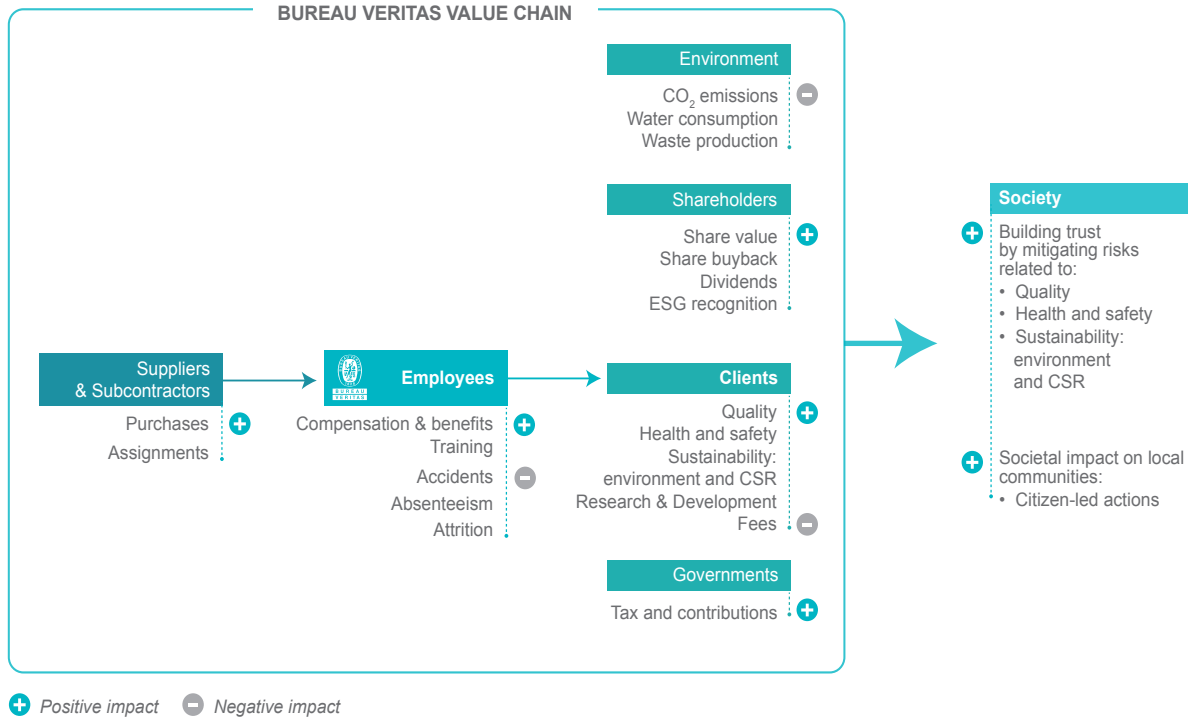 BUREAU VERITAS VALUE CHAIN
Environment
CO₂ emissions
Water consumption
Waste production
Shareholders
Share value
Share buyback
Dividends
ESG recognition
Suppliers
& Subcontractors
Purchases
Assignments
BUREAU
VERITAS
Employees
Compensation & benefits
Training
Accidents
Absenteeism
Attrition
Clients
Quality
Health and safety
Sustainability:
environment and CSR
Research & Development
Fees
Governments
Tax and contributions
Society
Building trust
by mitigating risks
related to:
• Quality
• Health and safety
• Sustainability:
environment
and CSR
Societal impact on local
communities:
• Citizen-led actions
Positive impact
Negative impact